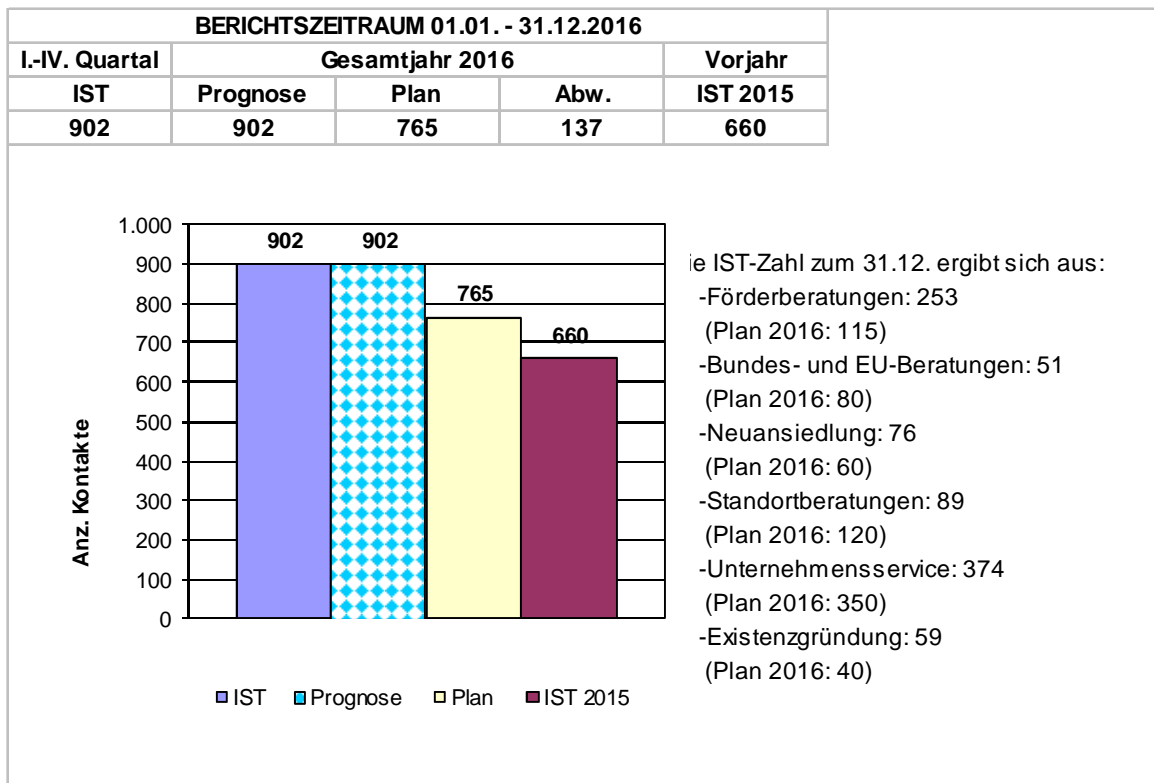 BERICHTSZEITRAUM 01.01. - 31.12.2016
I.-IV. Quartal Gesamtjahr 2016 Vorjahr
IST Prognose Plan Abw. IST 2015
902 902 765 137 660
1.000
900
800
700
600
500
400
300
200
100
0
Anz. Kontakte
902 902
765
660
IST Prognose Plan IST 2015
ie IST-Zahl zum 31.12. ergibt sich aus:
-Förderberatungen: 253
(Plan 2016: 115)
-Bundes- und EU-Beratungen: 51
(Plan 2016: 80)
-Neuansiedlung: 76
(Plan 2016: 60)
-Standortberatungen: 89
(Plan 2016: 120)
-Unternehmensservice: 374
(Plan 2016: 350)
-Existenzgründung: 59
(Plan 2016: 40)